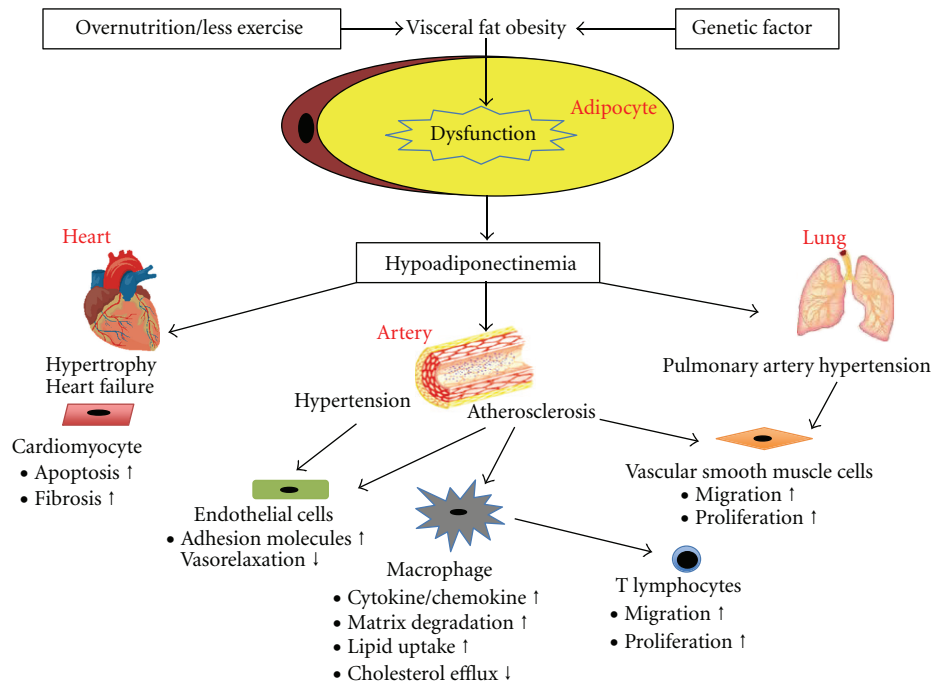 Overnutrition/less exercise
Visceral fat obesity
Genetic factor
Adipocyte
Dysfunction
Heart
Hypoadiponectinemia
Lung
Artery
Hypertrophy
Heart failure
Pulmonary artery hypertension
Hypertension
Atherosclerosis
Cardiomyocyte
• Apoptosis ↑
• Fibrosis ↑
Endothelial cells
• Adhesion molecules ↑
Vasorelaxation ↓
Macrophage
• Cytokine/chemokine ↑
• Matrix degradation ↑
• Lipid uptake ↑
• Cholesterol efflux ↓
Vascular smooth muscle cells
• Migration ↑
• Proliferation ↑
T lymphocytes
• Migration ↑
• Proliferation ↑